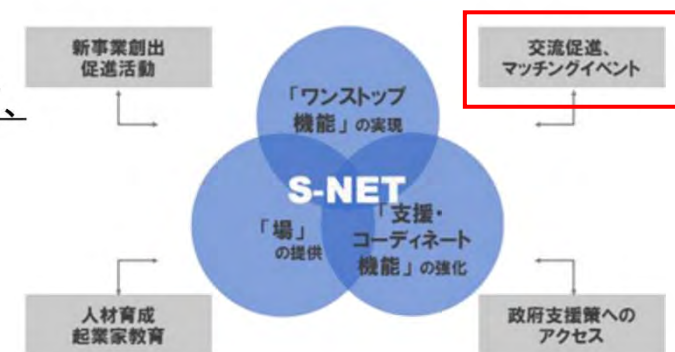 新事業創出
促進活動
交流促進、
マッチングイベント
、
「ワンストップ
機能」の実現
S-NET
「場」
の提供
「支援・
コーディネート
機能」の強化
人材育成
起業家教育
政府支援策への
アクセス